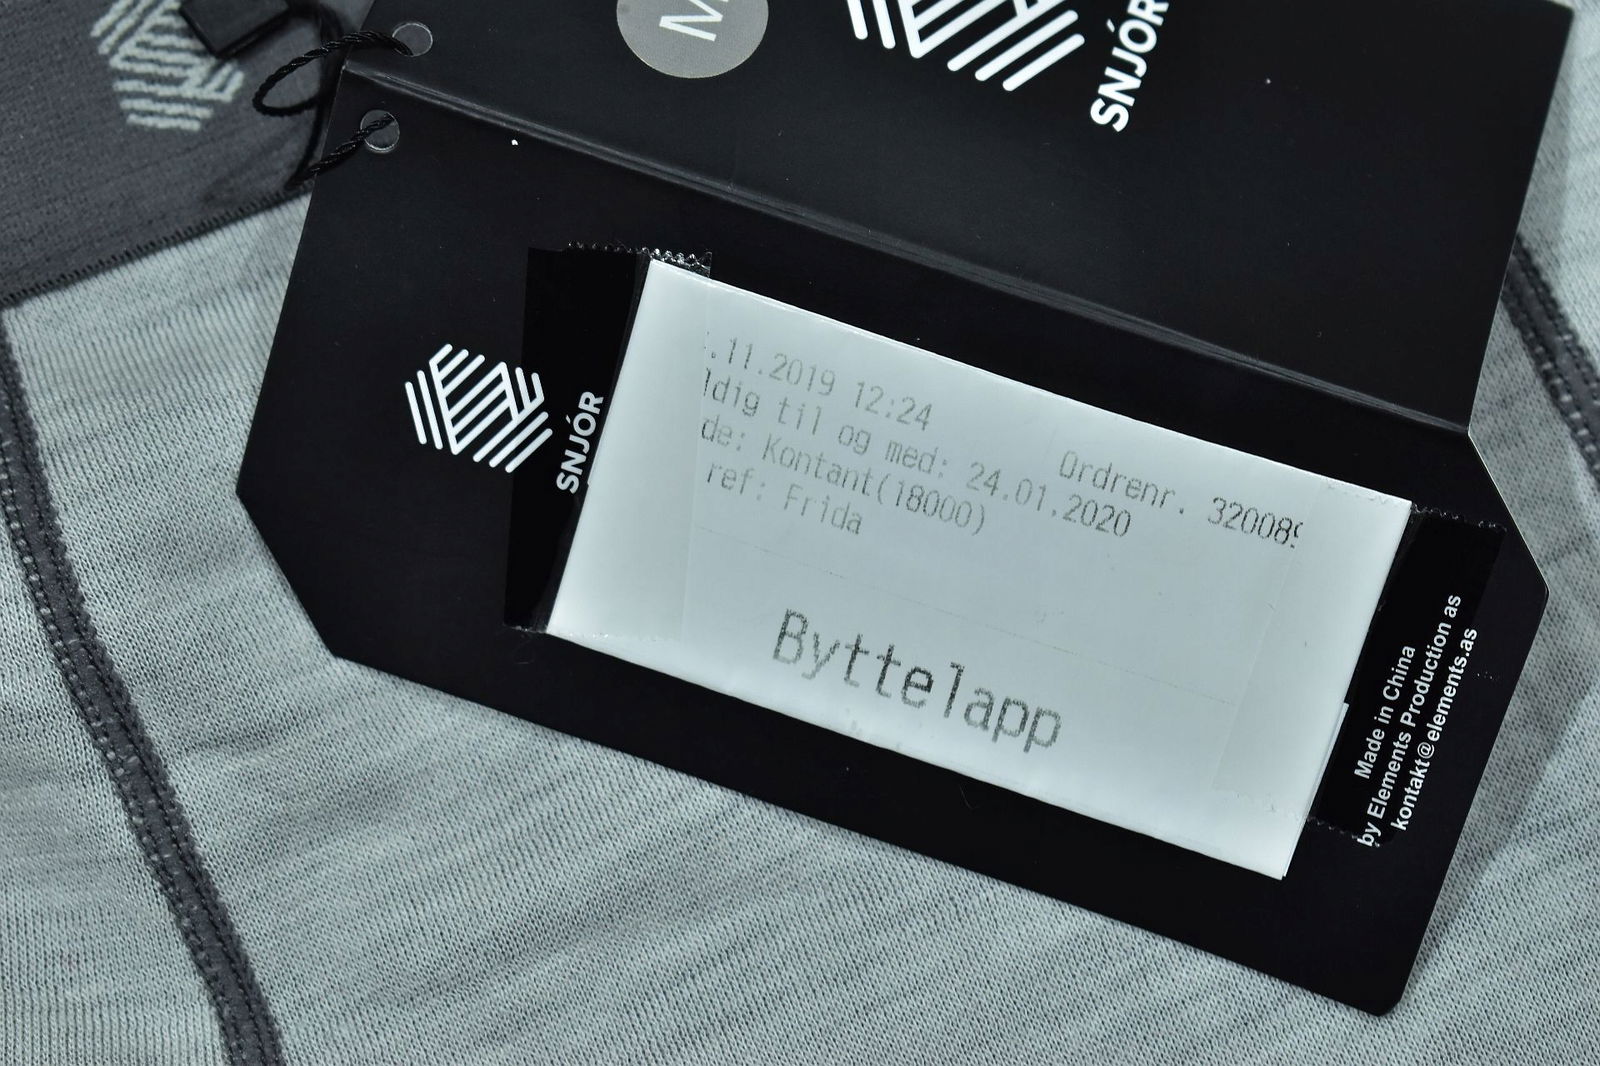 M
SNJÓR
SNJÓR
.11.2019 12:24
Ordrenr. 320089
ldig til og med: 24.01.2020
de: Kontant(18000)
ref: Frida
Byttelapp
Made in China
by Elements Production as
kontakt@elements.as